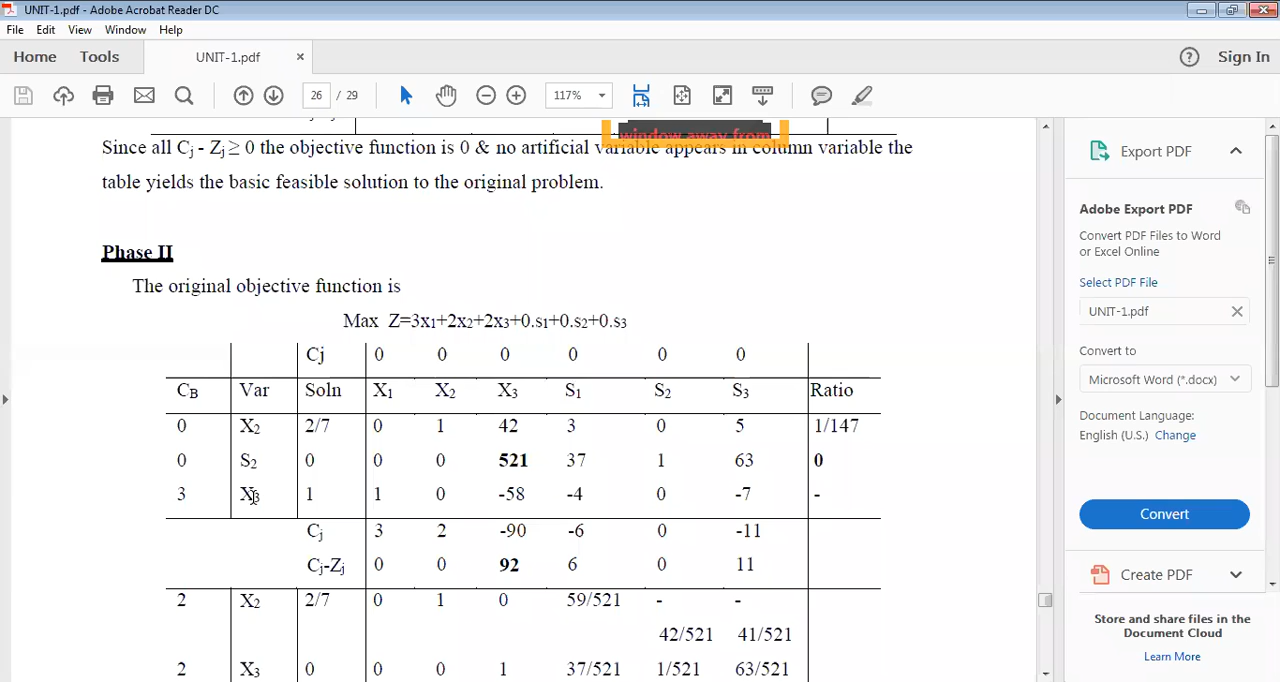 UNIT-1.pdf - Adobe Acrobat Reader DC
File Edit View Window Help
Home Tools UNIT-1.pdf × ? Sign In
26 / 29 117%
window away from
Since all Cj - Zj ≥ 0 the objective function is 0 & no artificial variable appears in column variable the
table yields the basic feasible solution to the original problem.
Phase II
The original objective function is
Max Z=3x1+2x2+2x3+0.s1+0.s2+0.s3
Cj 0 0 0 0 0 0
CB Var Soln X1 X2 X3 S1 S2 S3 Ratio
0 X2 2/7 0 1 42 3 0 5 1/147
0 S2 0 0 0 521 37 1 63 0
3 X3 1 1 0 -58 -4 0 -7 -
Cj 3 2 -90 -6 0 -11
Cj-Zj 0 0 92 6 0 11
2 X2 2/7 0 1 0 59/521 - -
42/521 41/521
2 X3 0 0 0 1 37/521 1/521 63/521
Export PDF
Adobe Export PDF
Convert PDF Files to Word
or Excel Online
Select PDF File
UNIT-1.pdf
Convert to
Microsoft Word (*.docx)
Document Language:
English (U.S.) Change
Convert
Create PDF
Store and share files in the
Document Cloud
Learn More